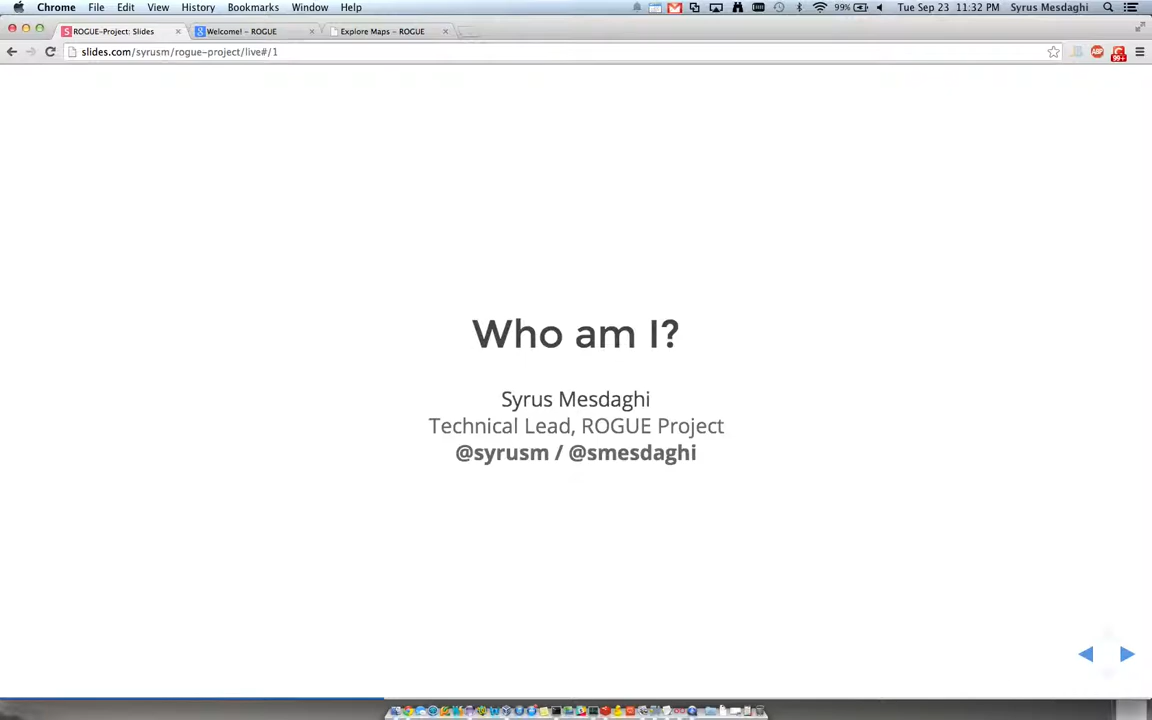 Chrome File Edit View History Bookmarks Window Help 99% Tue Sep 23 11:32 PM Syrus Mesdaghi
ROGUE-Project: Slides Welcome! – ROGUE Explore Maps – ROGUE
slides.com/syrusm/rogue-project/live#/1 ABP 99+
Who am I?
Syrus Mesdaghi
Technical Lead, ROGUE Project
@syrusm / @smesdaghi